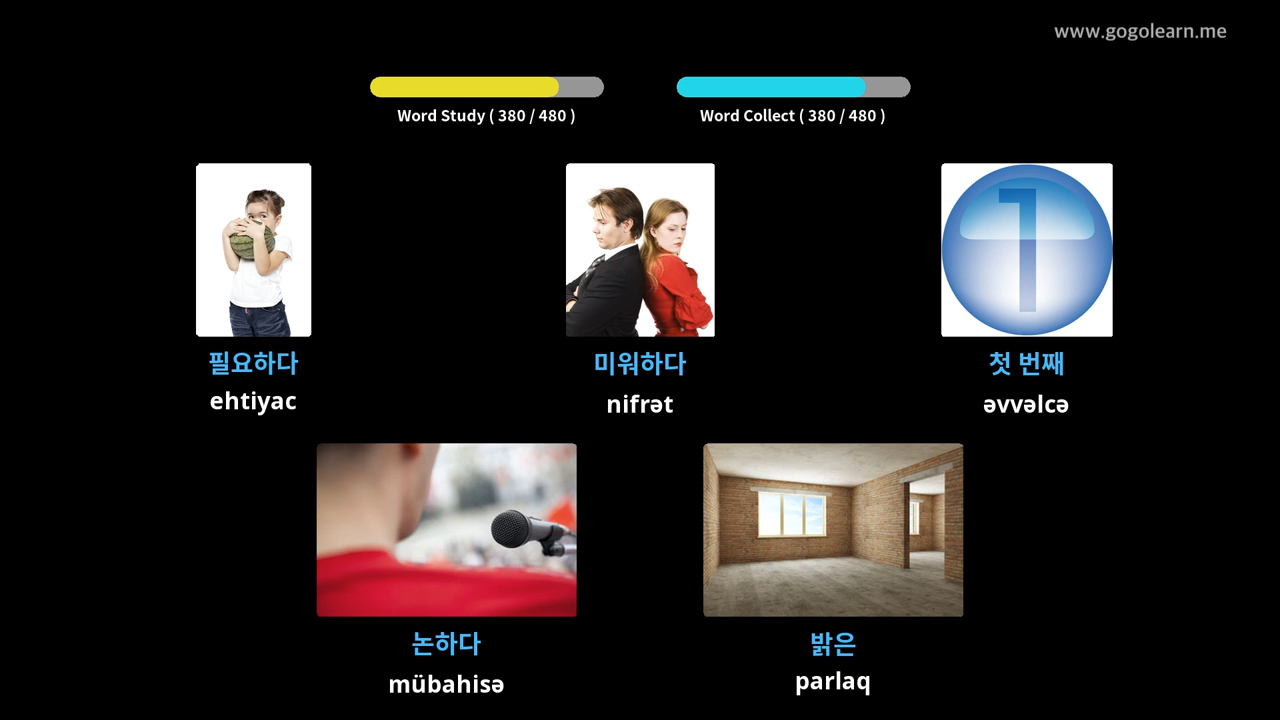 www.gogolearn.me
Word Study ( 380 / 480 )
Word Collect ( 380 / 480 )
필요하다
ehtiyac
미워하다
nifrət
첫 번째
əvvəlcə
논하다
mübahisə
밝은
parlaq